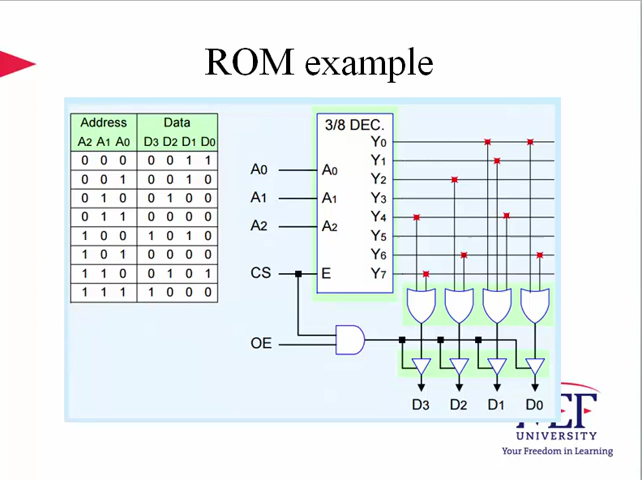 ROM example
Address Data
A2 A1 A0 D3 D2 D1 D0
0 0 0 0 0 1 1
0 0 1 0 0 1 0
0 1 0 0 1 0 0
0 1 1 0 0 0 0
1 0 0 1 0 1 0
1 0 1 0 0 0 0
1 1 0 0 1 0 1
1 1 1 1 0 0 0
3/8 DEC.
Y0
Y1
A0 A0 Y2
A1 A1 Y3
A2 A2 Y4
Y5
Y6
CS E Y7
OE
D3 D2 D1 D0
UNIVERSITY
Your Freedom in Learning